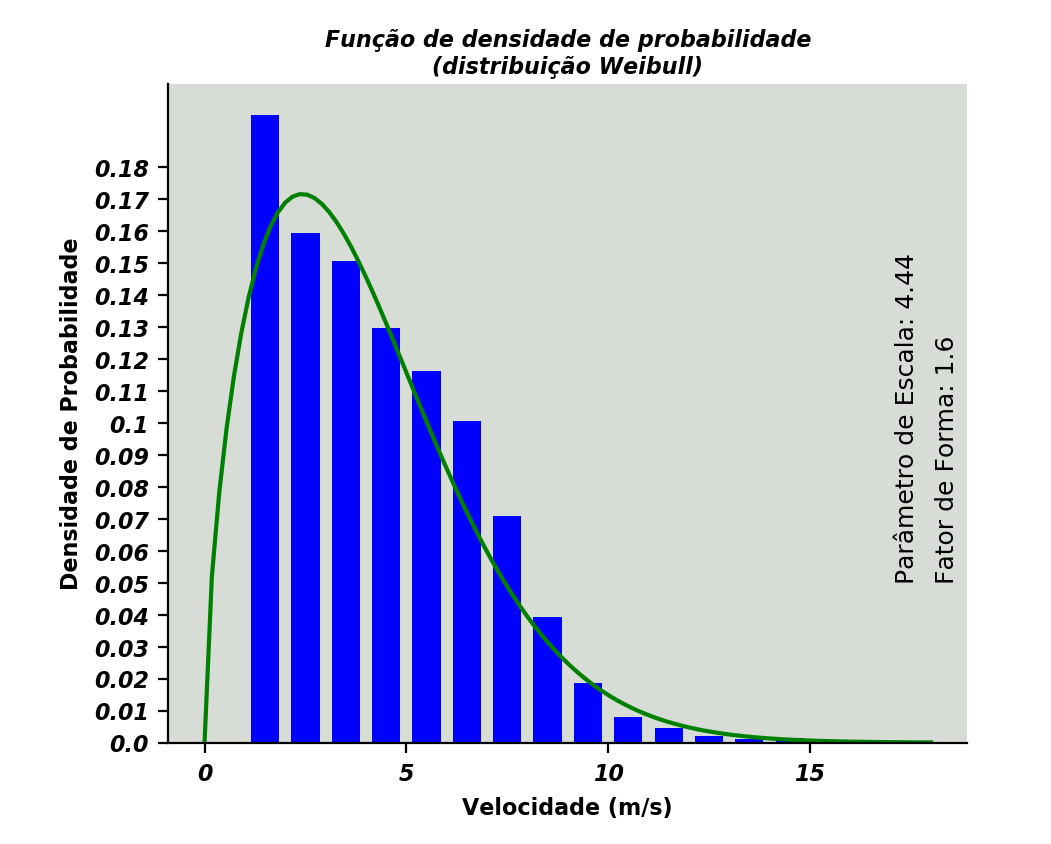 Função de densidade de probabilidade
(distribuição Weibull)
Densidade de Probabilidade
0.18
0.17
0.16
0.15
0.14
0.13
0.12
0.11
0.1
0.09
0.08
0.07
0.06
0.05
0.04
0.03
0.02
0.01
0.0
Parâmetro de Escala: 4.44
Fator de Forma: 1.6
0 5 10 15
Velocidade (m/s)